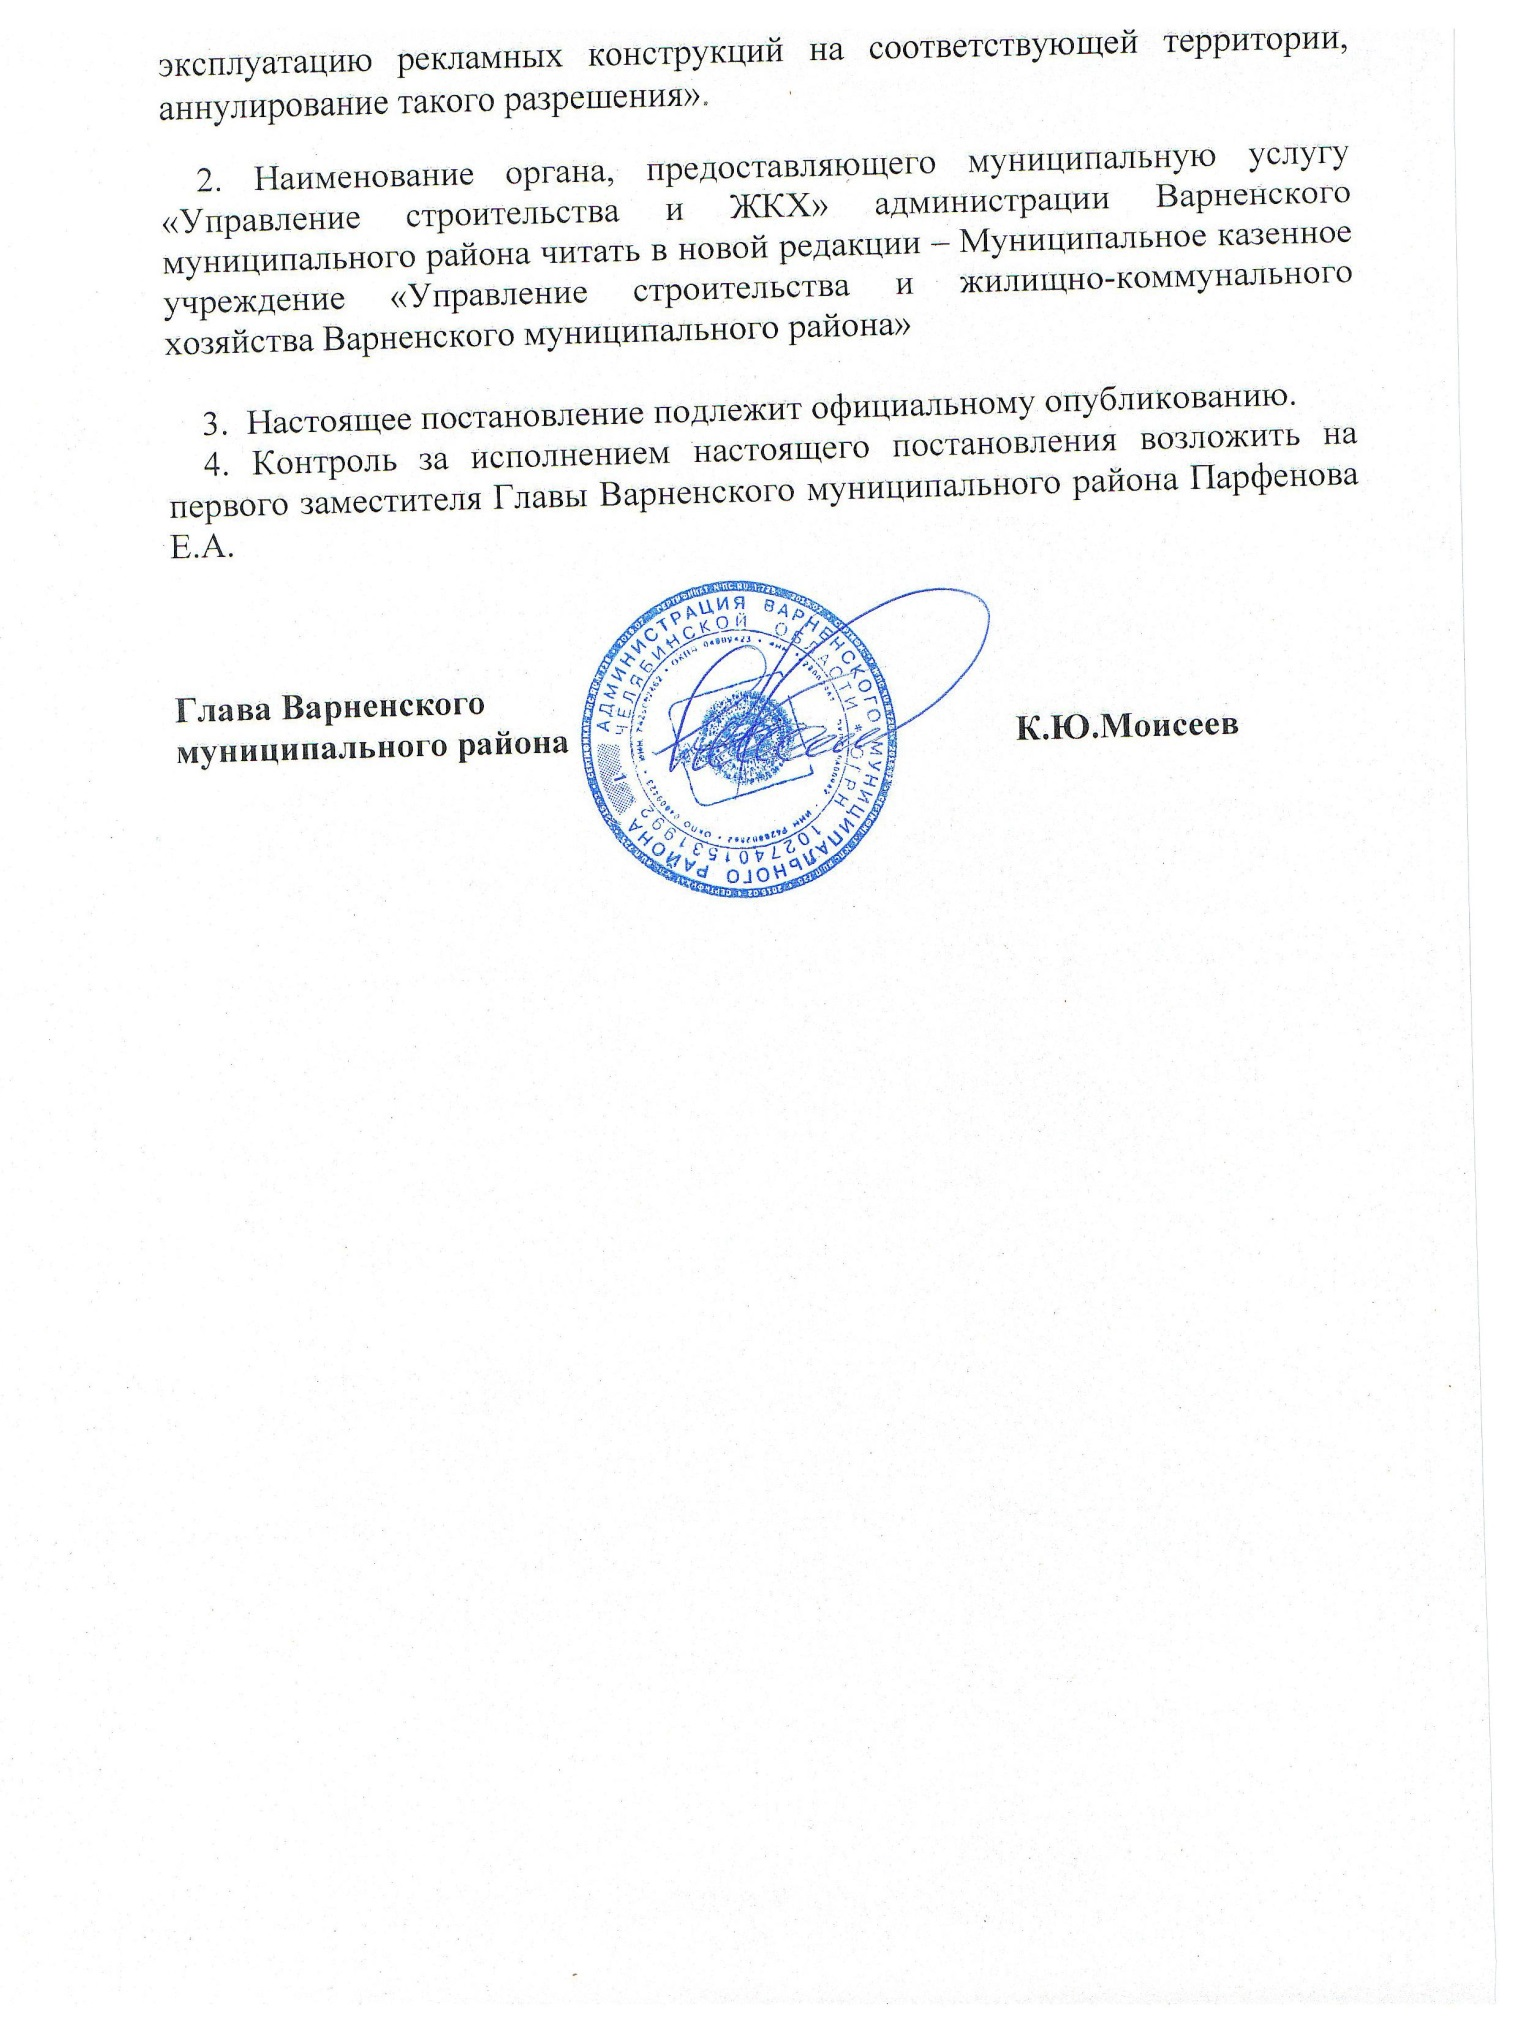 эксплуатацию рекламных конструкций на соответствующей территории,
аннулирование такого разрешения».
2. Наименование органа, предоставляющего муниципальную услугу
«Управление строительства и ЖКХ» администрации Варненского
муниципального района читать в новой редакции – Муниципальное казенное
учреждение «Управление строительства и жилищно-коммунального
хозяйства Варненского муниципального района»
3. Настоящее постановление подлежит официальному опубликованию.
4. Контроль за исполнением настоящего постановления возложить на
первого заместителя Главы Варненского муниципального района Парфенова
Е.А.
Глава Варненского
муниципального района
К.Ю.Моисеев
АДМИНИСТРАЦИЯ ВАРНЕНСКОГО МУНИЦИПАЛЬНОГО РАЙОНА 1
ЧЕЛЯБИНСКОЙ ОБЛАСТИ * ОГРН 1027401531992